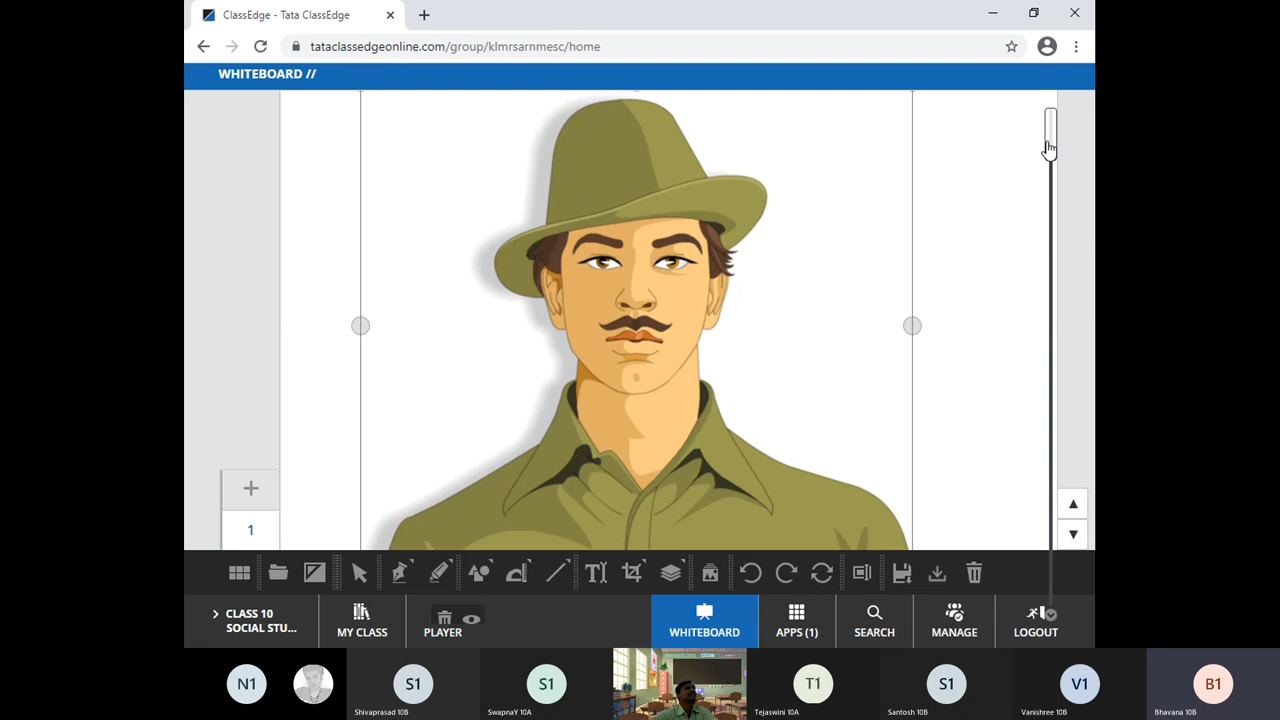 ClassEdge - Tata ClassEdge
tataclassedgeonline.com/group/klmrsarnmesc/home
WHITEBOARD //
1
CLASS 10
SOCIAL STU...
MY CLASS
PLAYER
WHITEBOARD
APPS (1)
SEARCH
MANAGE
LOGOUT
N1
S1
S1
T1
S1
V1
B1
Shivaprasad 10B
SwapnaY 10A
Tejaswini 10A
Santosh 10B
Vanishree 10B
Bhavana 10B